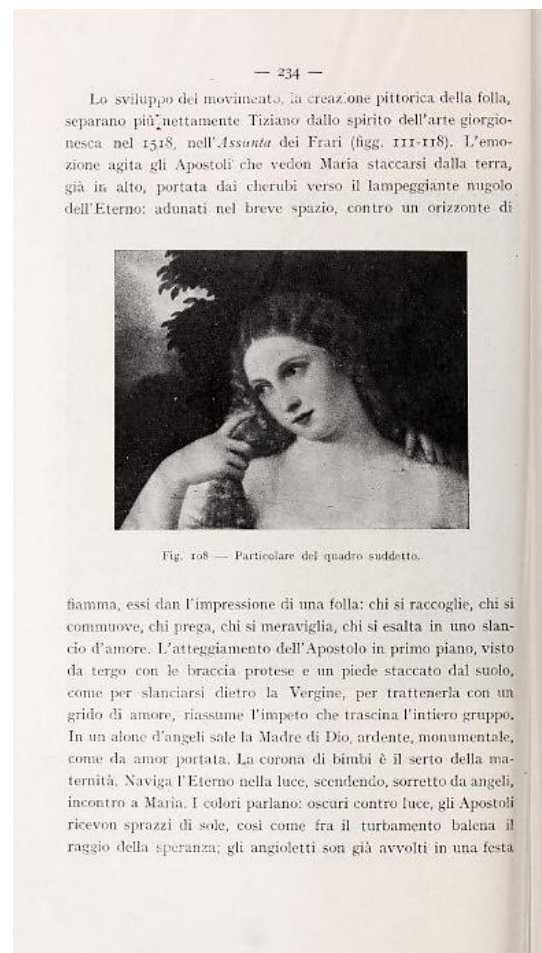 — 234 —
Lo sviluppo del movimento, la creazione pittorica della folla,
separano più nettamente Tiziano dallo spirito dell'arte giorgio-
nesca nel 1518, nell'Assunta dei Frari (figg. 111-118). L'emo-
zione agita gli Apostoli che vedon Maria staccarsi dalla terra,
già in alto, portata dai cherubi verso il lampeggiante nugolo
dell'Eterno: adunati nel breve spazio, contro un orizzonte di
Fig. 108 — Particolare del quadro suddetto.
fiamma, essi dan l'impressione di una folla: chi si raccoglie, chi si
commuove, chi prega, chi si meraviglia, chi si esalta in uno slan-
cio d'amore. L'atteggiamento dell'Apostolo in primo piano, visto
da tergo con le braccia protese e un piede staccato dal suolo,
come per slanciarsi dietro la Vergine, per trattenerla con un
grido di amore, riassume l'impeto che trascina l'intiero gruppo.
In un alone d'angeli sale la Madre di Dio, ardente, monumentale,
come da amor portata. La corona di bimbi è il serto della ma-
ternità. Naviga l'Eterno nella luce, scendendo, sorretto da angeli,
incontro a Maria. I colori parlano: oscuri contro luce, gli Apostoli
ricevon sprazzi di sole, così come fra il turbamento balena il
raggio della speranza; gli angioletti son già avvolti in una festa